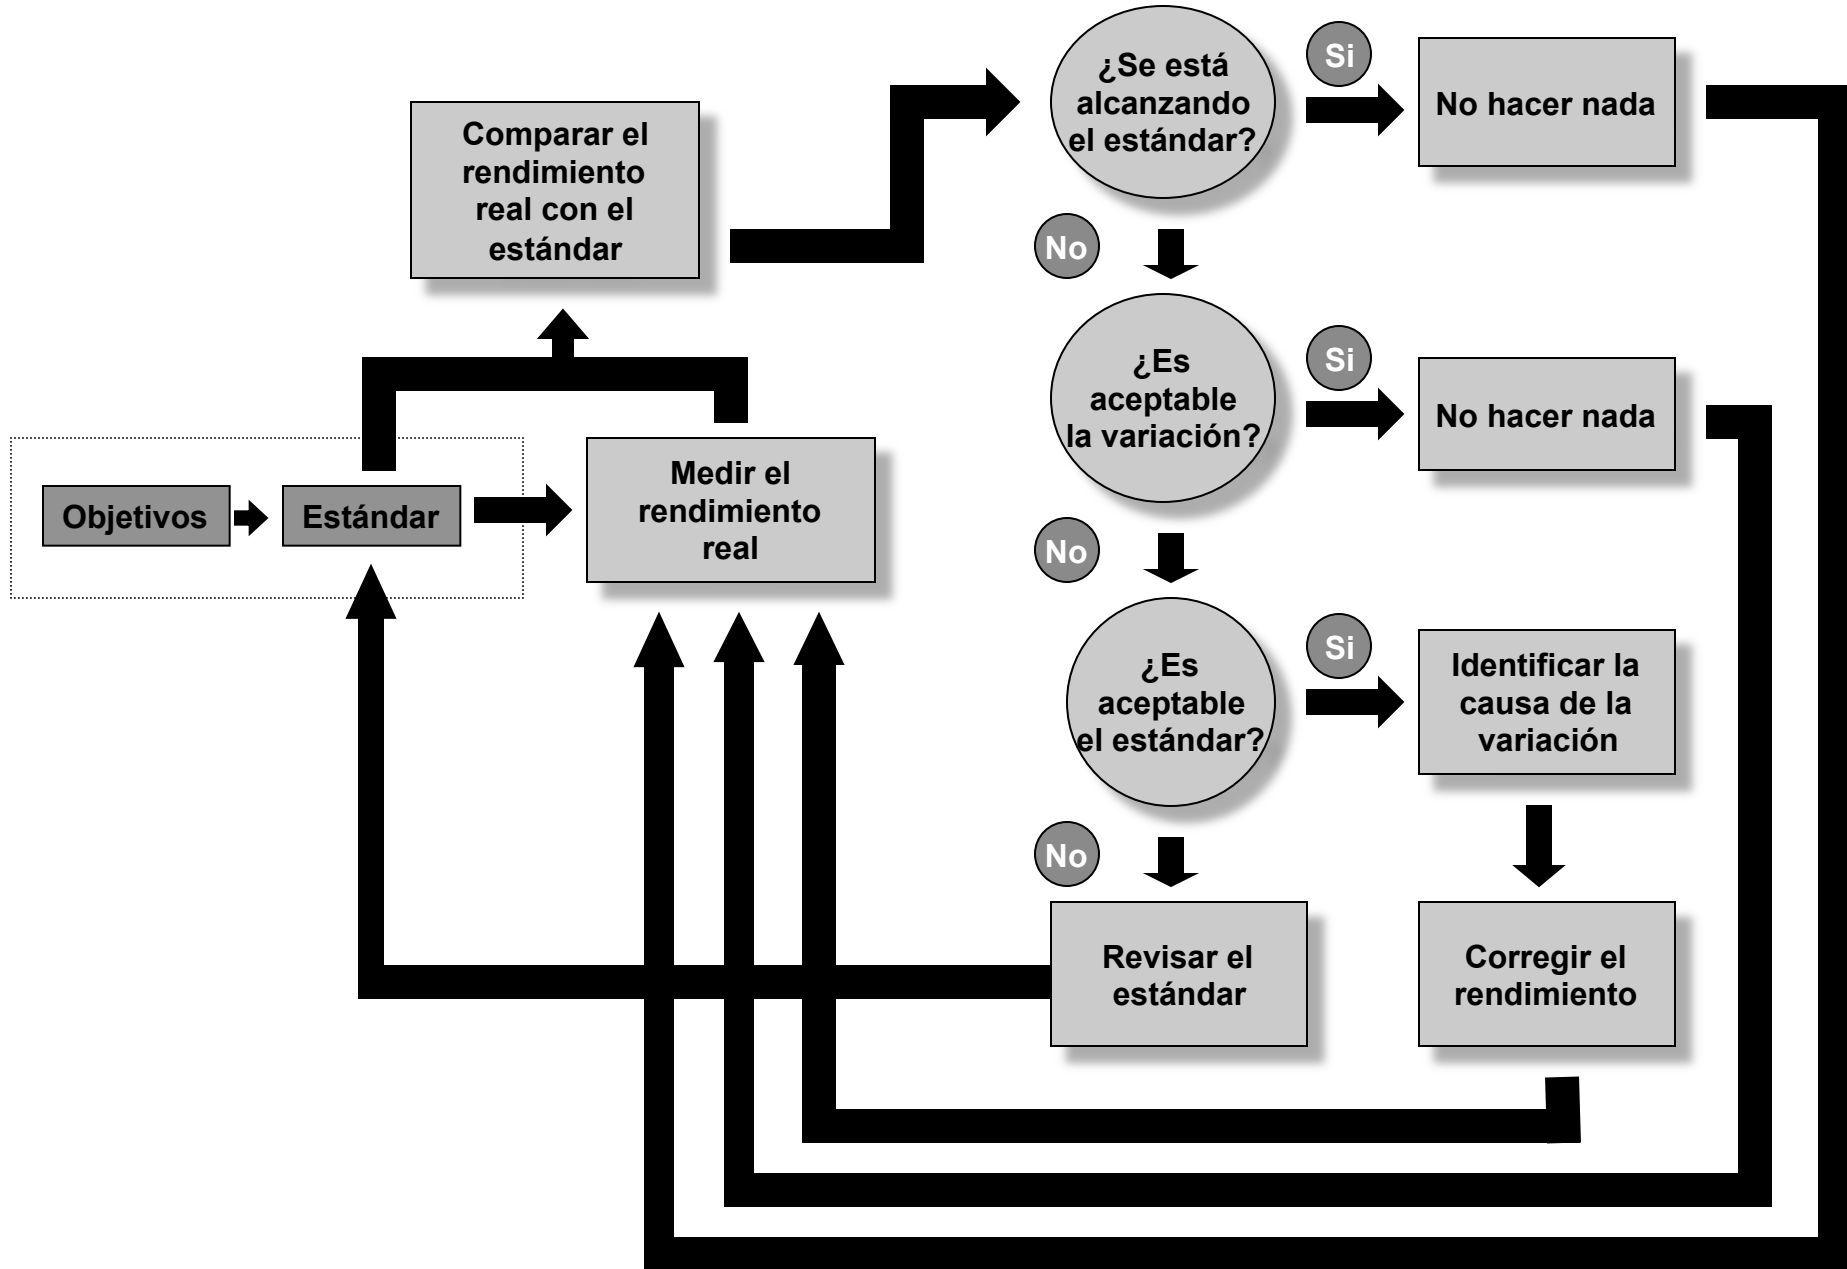 Comparar el
rendimiento
real con el
estándar
Objetivos
Estándar
Medir el
rendimiento
real
¿Se está
alcanzando
el estándar?
Si
No hacer nada
No
¿Es
aceptable
la variación?
Si
No hacer nada
No
¿Es
aceptable
el estándar?
Si
Identificar la
causa de la
variación
No
Revisar el
estándar
Corregir el
rendimiento